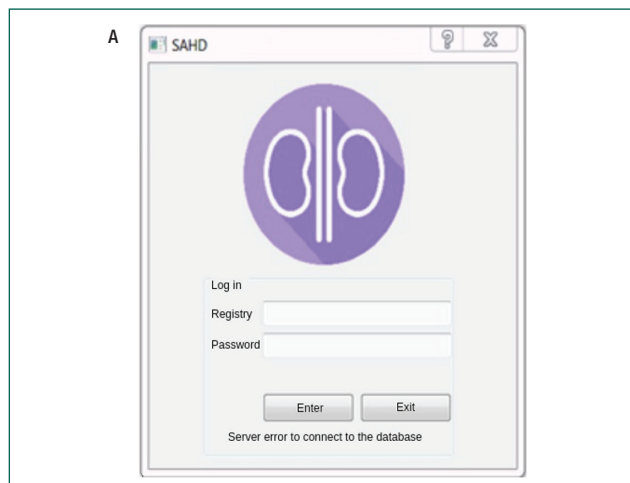 A
SAHD
Log in
Registry
Password
Enter
Exit
Server error to connect to the database